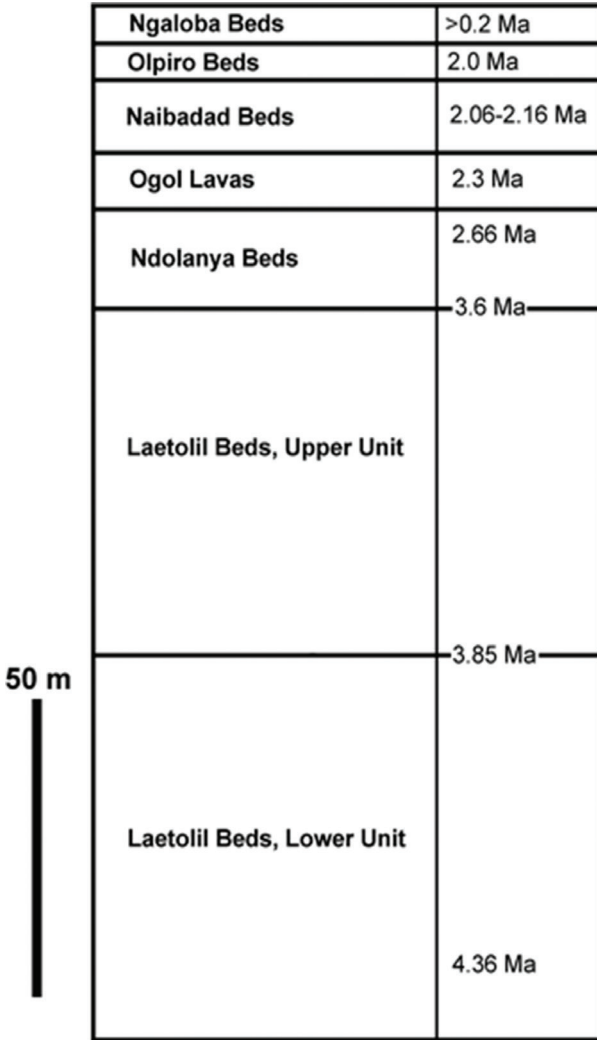 Ngaloba Beds >0.2 Ma
Olpiro Beds 2.0 Ma
Naibadad Beds 2.06-2.16 Ma
Ogol Lavas 2.3 Ma
Ndolanya Beds 2.66 Ma
3.6 Ma
Laetolil Beds, Upper Unit
3.85 Ma
50 m
Laetolil Beds, Lower Unit
4.36 Ma